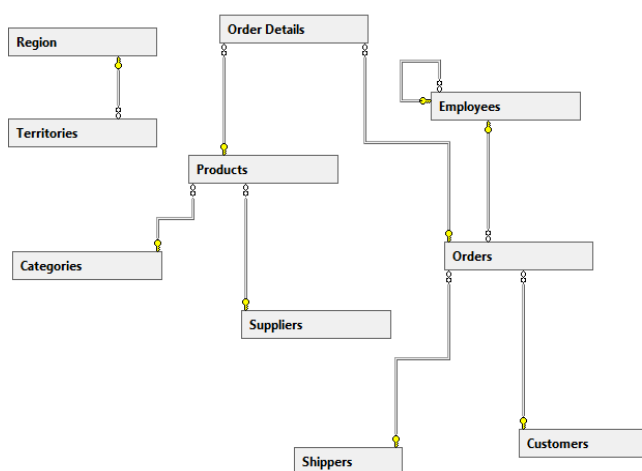 Order Details
Region
Employees
Territories
Products
Orders
Categories
Suppliers
Customers
Shippers